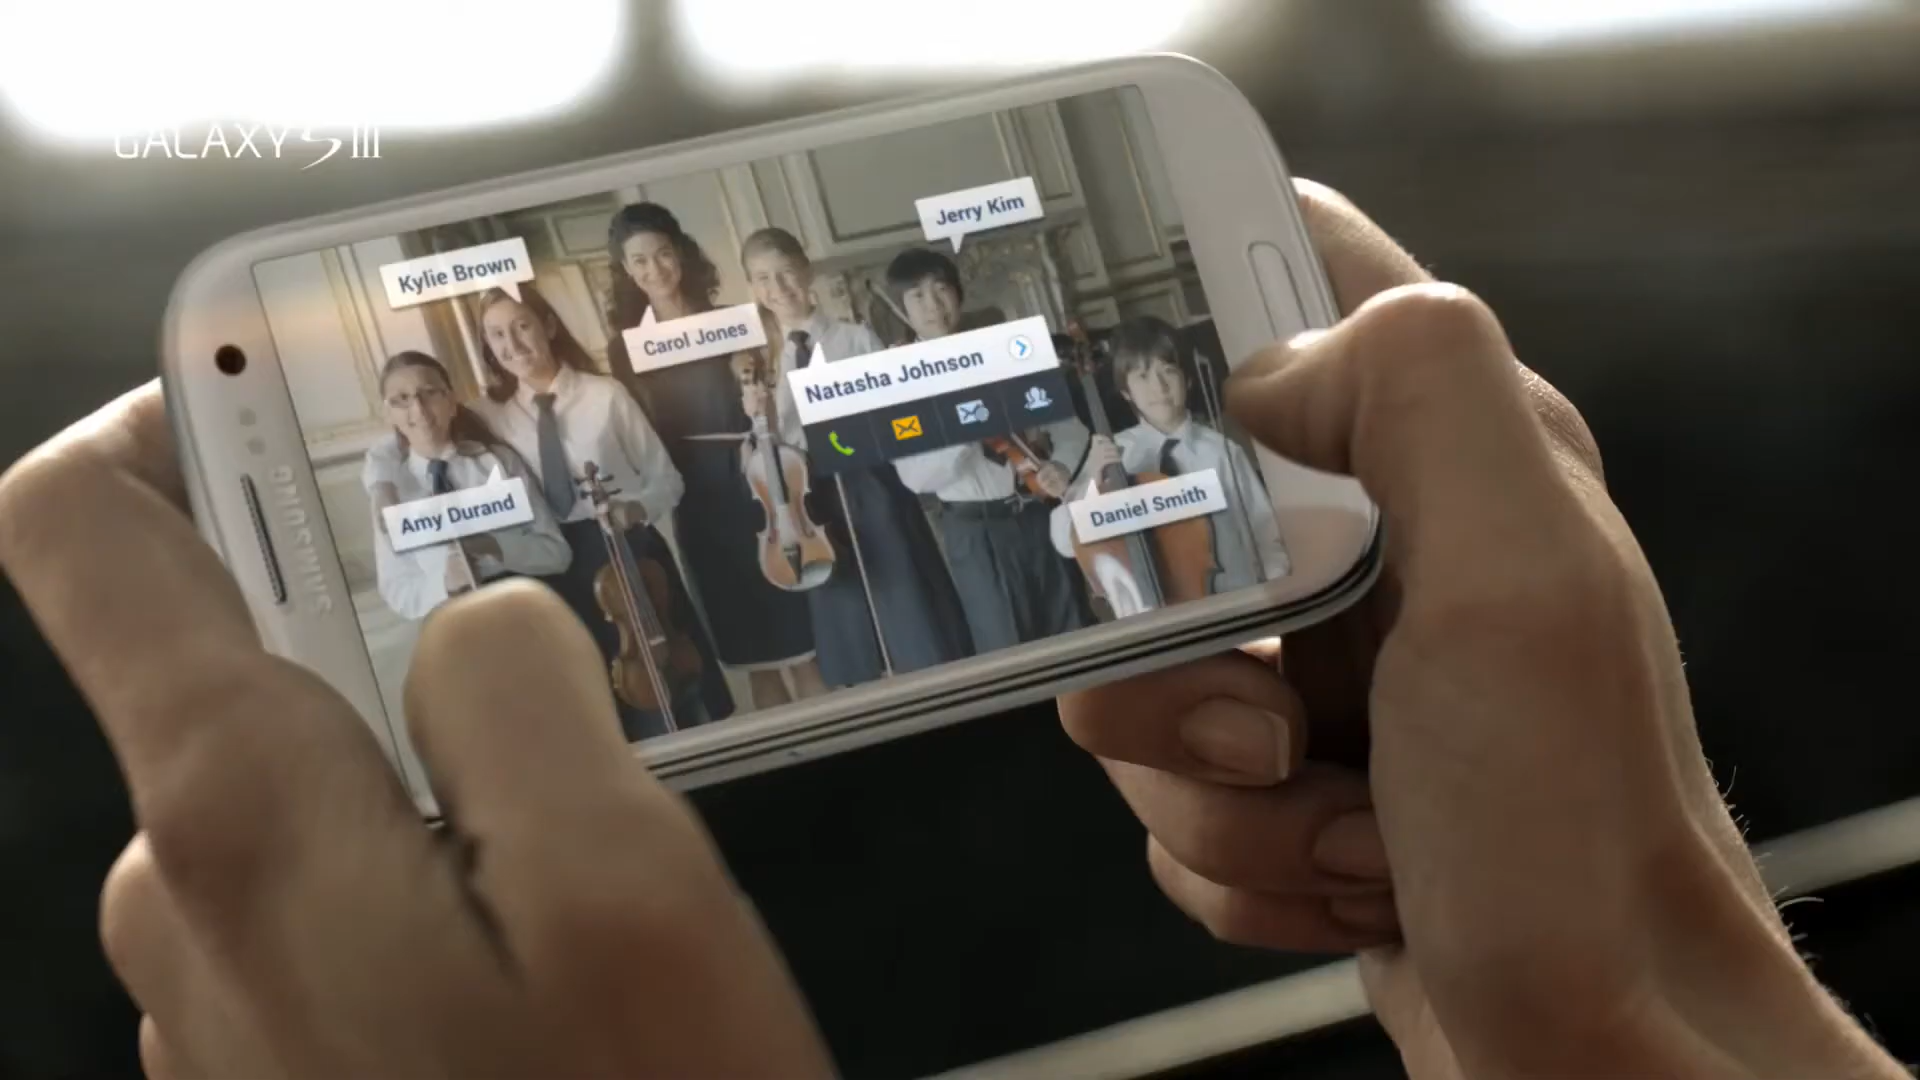 GALAXY S III
Jerry Kim
Kylie Brown
Carol Jones
Natasha Johnson
Amy Durand
Daniel Smith
SAMSUNG